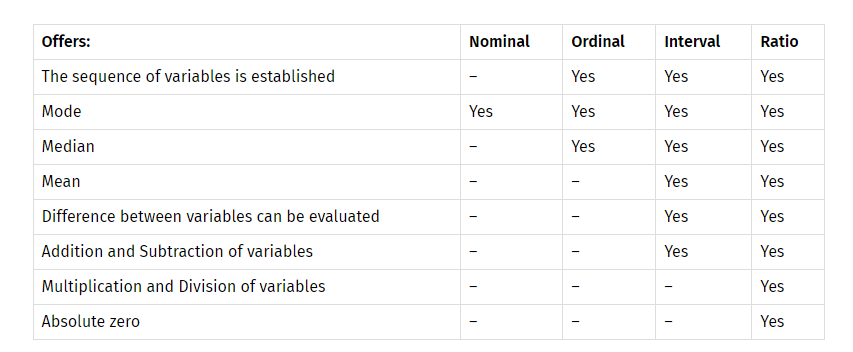 Offers: Nominal Ordinal Interval Ratio
The sequence of variables is established – Yes Yes Yes
Mode Yes Yes Yes Yes
Median – Yes Yes Yes
Mean – – Yes Yes
Difference between variables can be evaluated – – Yes Yes
Addition and Subtraction of variables – – Yes Yes
Multiplication and Division of variables – – – Yes
Absolute zero – – – Yes